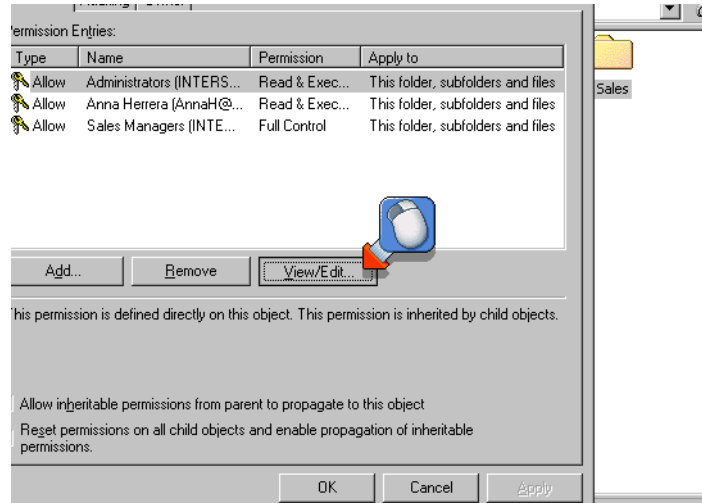 Permission Entries:
Type Name Permission Apply to
Allow Administrators (INTERS... Read & Exec... This folder, subfolders and files
Allow Anna Herrera (AnnaH@... Read & Exec... This folder, subfolders and files
Allow Sales Managers (INTE... Full Control This folder, subfolders and files
Sales
Add... Remove View/Edit...
This permission is defined directly on this object. This permission is inherited by child objects.
Allow inheritable permissions from parent to propagate to this object
Reset permissions on all child objects and enable propagation of inheritable
permissions.
OK Cancel Apply